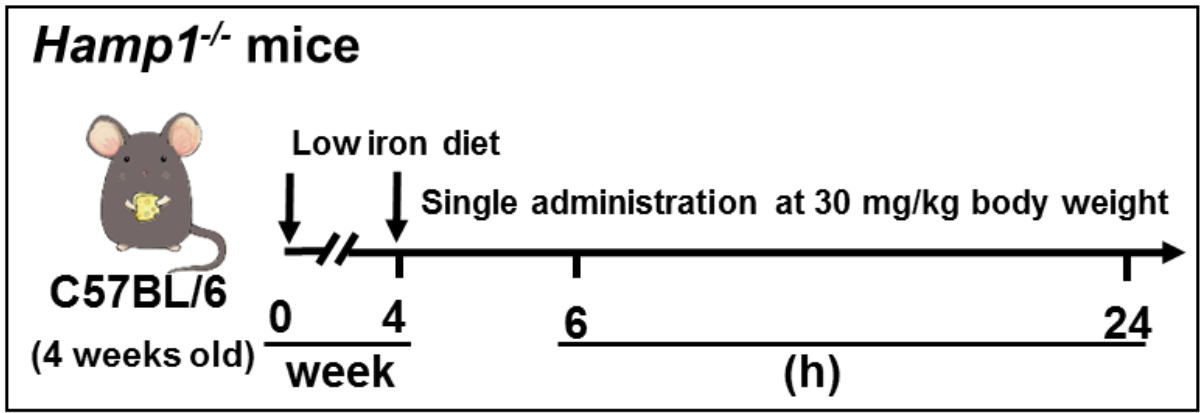 Hamp1-/- mice
Low iron diet
Single administration at 30 mg/kg body weight
C57BL/6
(4 weeks old)
0 4 6 24
week (h)